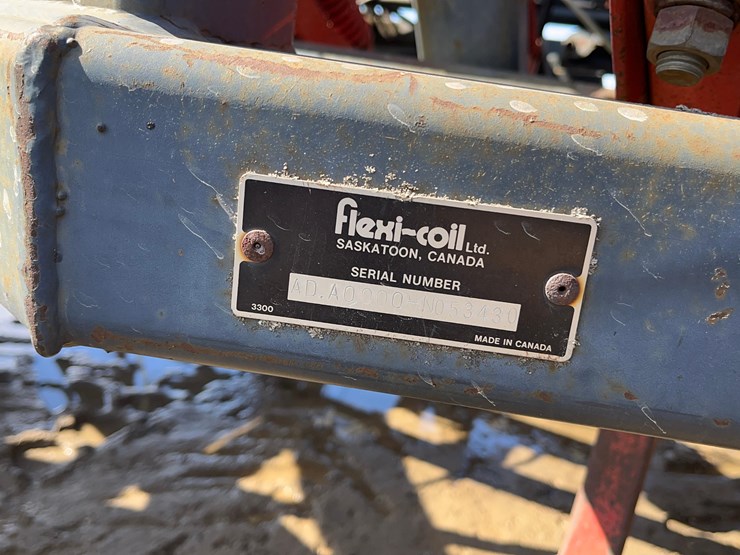 flexi-coil Ltd.
SASKATOON, CANADA
SERIAL NUMBER
3300
MADE IN CANADA